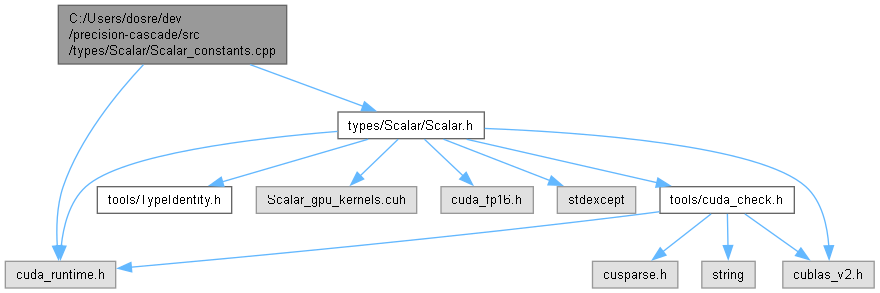 C:/Users/dosre/dev
/precision-cascade/src
/types/Scalar/Scalar_constants.cpp
types/Scalar/Scalar.h
tools/TypeIdentity.h
Scalar_gpu_kernels.cuh
cuda_fp16.h
stdexcept
tools/cuda_check.h
cuda_runtime.h
cusparse.h
string
cublas_v2.h